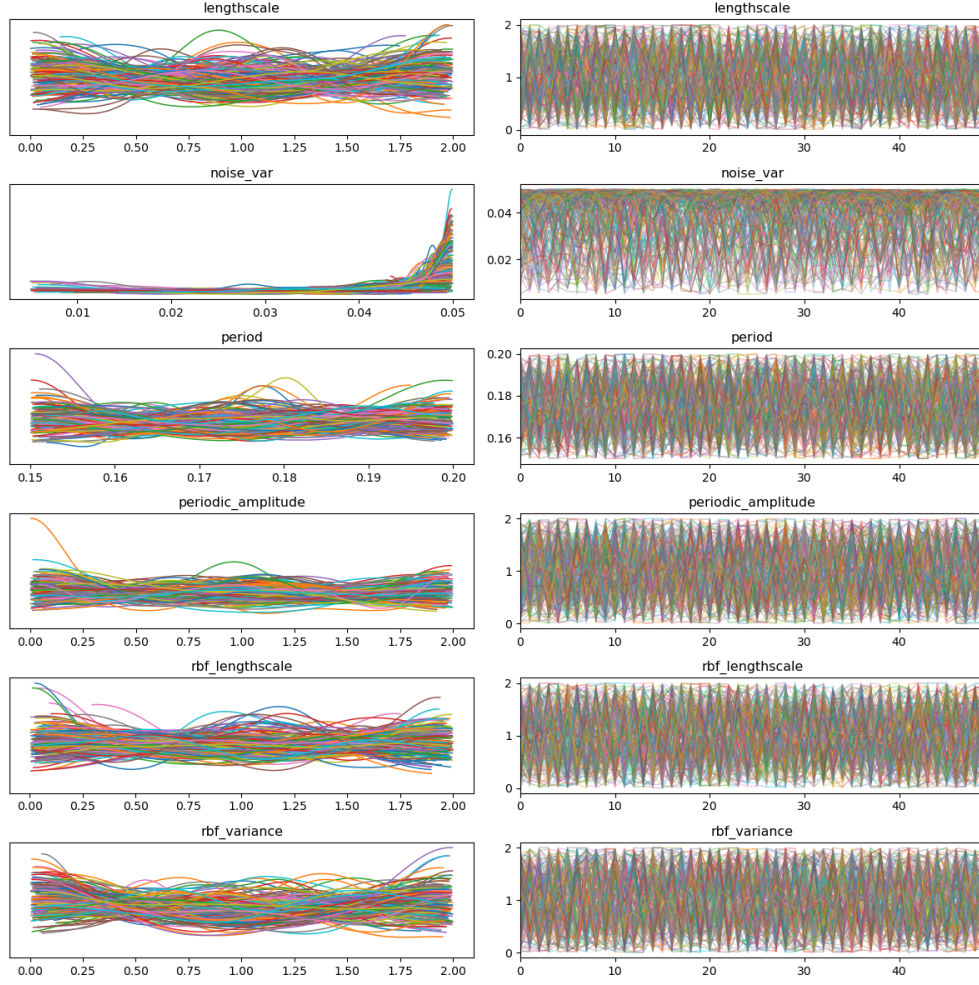 lengthscale lengthscale
2
1
0
0.00 0.25 0.50 0.75 1.00 1.25 1.50 1.75 2.00 0 10 20 30 40
noise_var noise_var
0.04
0.02
0.01 0.02 0.03 0.04 0.05 0 10 20 30 40
period period
0.20
0.18
0.16
0.15 0.16 0.17 0.18 0.19 0.20 0 10 20 30 40
periodic_amplitude periodic_amplitude
2
1
0
0.00 0.25 0.50 0.75 1.00 1.25 1.50 1.75 2.00 0 10 20 30 40
rbf_lengthscale rbf_lengthscale
2
1
0
0.00 0.25 0.50 0.75 1.00 1.25 1.50 1.75 2.00 0 10 20 30 40
rbf_variance rbf_variance
2
1
0
0.00 0.25 0.50 0.75 1.00 1.25 1.50 1.75 2.00 0 10 20 30 40